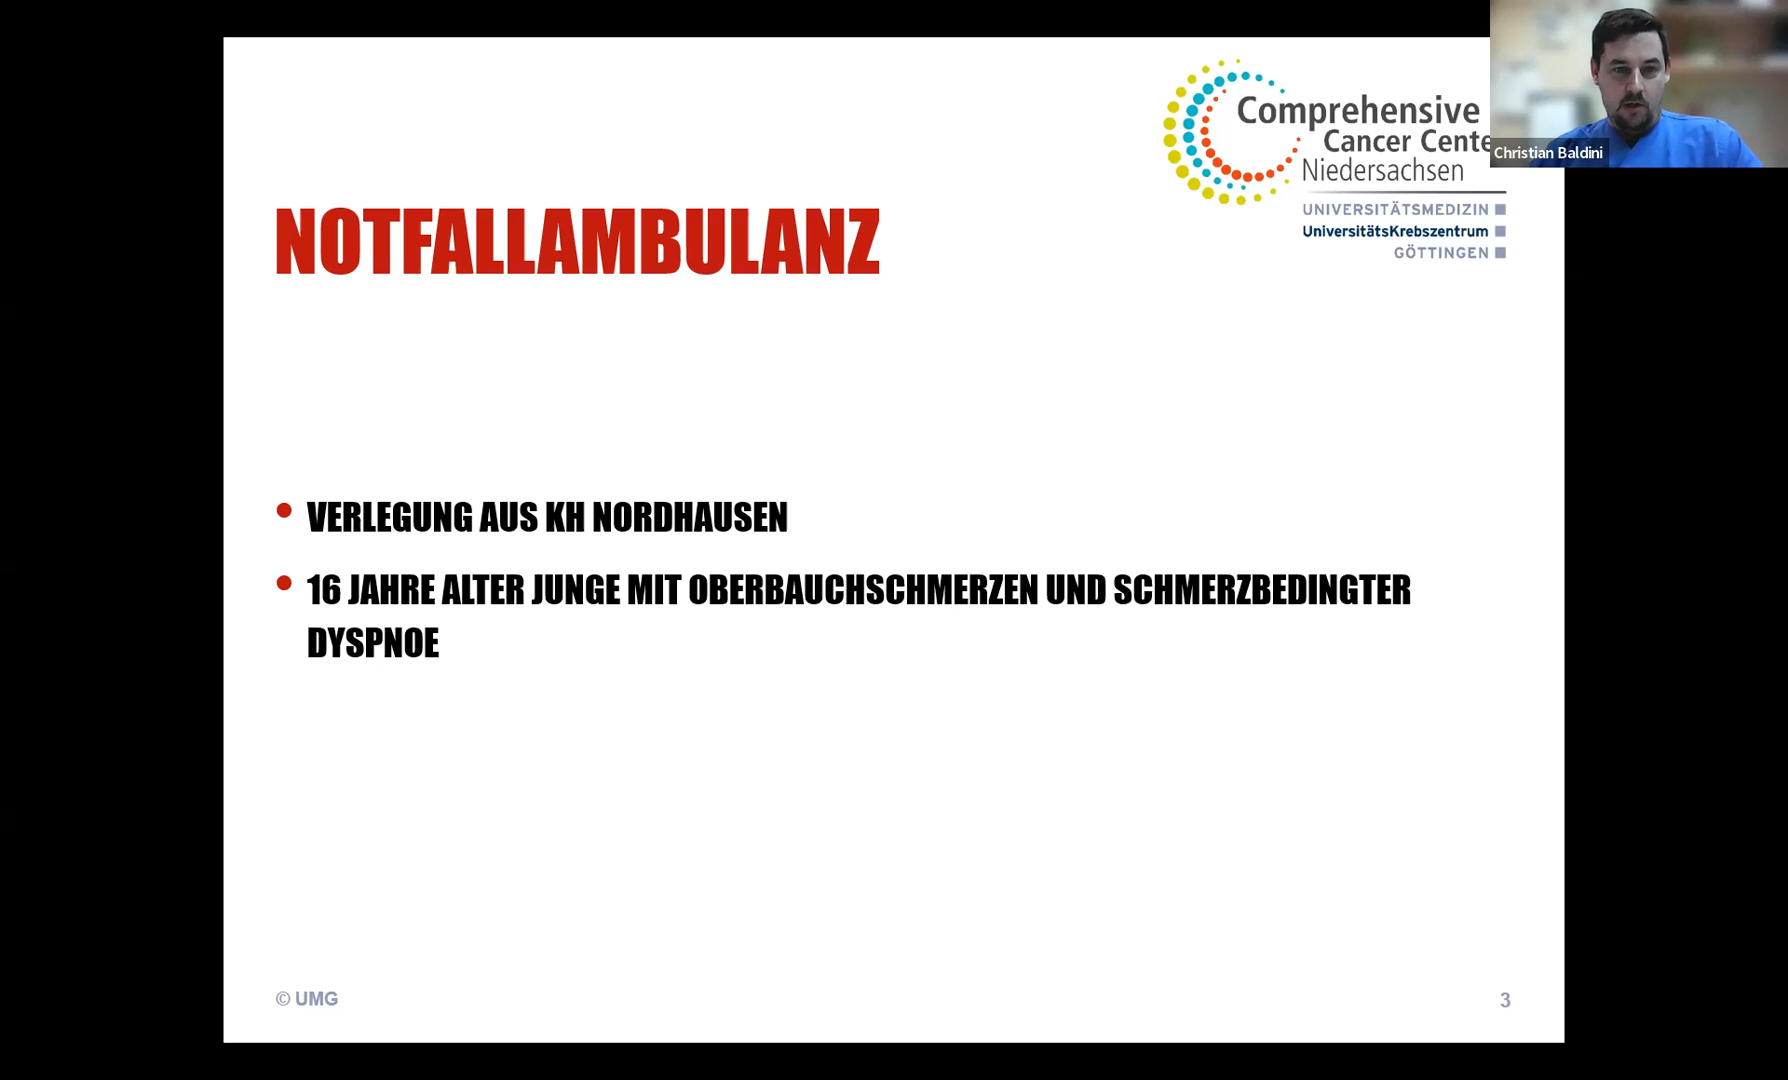 Comprehensive
Cancer Cente
Niedersachsen
UNIVERSITÄTSMEDIZIN
UniversitätsKrebszentrum
GÖTTINGEN
Christian Baldini
NOTFALLAMBULANZ
• VERLEGUNG AUS KH NORDHAUSEN
• 16 JAHRE ALTER JUNGE MIT OBERBAUCHSCHMERZEN UND SCHMERZBEDINGTER
DYSPNOE
© UMG
3